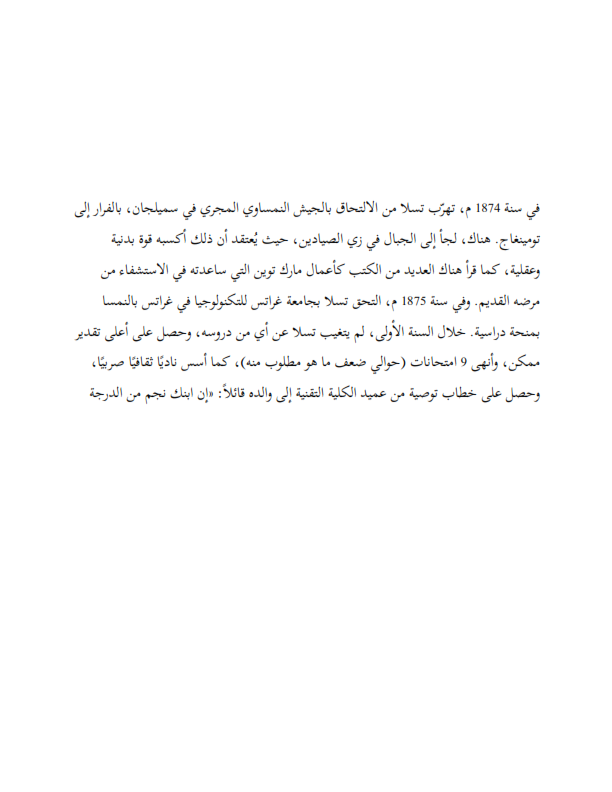 في سنة 1874 م، تهرّب تسلا من الالتحاق بالجيش النمساوي المجري في سميلجان، بالفرار إلى
تومينغاج. هناك، لجأ إلى الجبال في زي الصيادين، حيث يُعتقد أن ذلك أكسبه قوة بدنية
وعقلية، كما قرأ هناك العديد من الكتب كأعمال مارك توين التي ساعدته في الاستشفاء من
مرضه القديم. وفي سنة 1875 م، التحق تسلا بجامعة غراتس للتكنولوجيا في غراتس بالنمسا
بمنحة دراسية. خلال السنة الأولى، لم يتغيب تسلا عن أي من دروسه، وحصل على أعلى تقدير
ممكن، وأنهى 9 امتحانات (حوالي ضعف ما هو مطلوب منه)، كما أسس ناديًا ثقافيًا صربيًا،
وحصل على خطاب توصية من عميد الكلية التقنية إلى والده قائلاً: «إن ابنك نجم من الدرجة